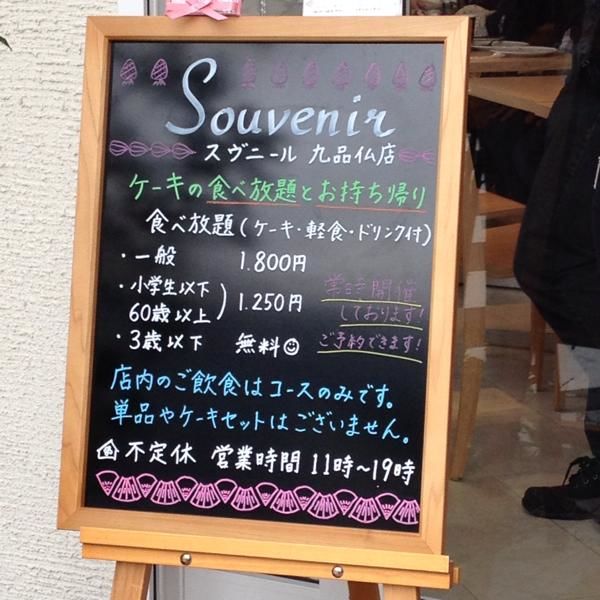 Souvenir
スヴニール 九品仏店
ケーキの食べ放題とお持ち帰り
食べ放題(ケーキ・軽食・ドリンク付)
・一般 1.800円
・小学生以下
60歳以上 ) 1.250円
・3歳以下 無料
常時開催
しております!
ご予約できます!
店内のご飲食はコースのみです。
単品やケーキセットはございません。
不定休 営業時間 11時～19時